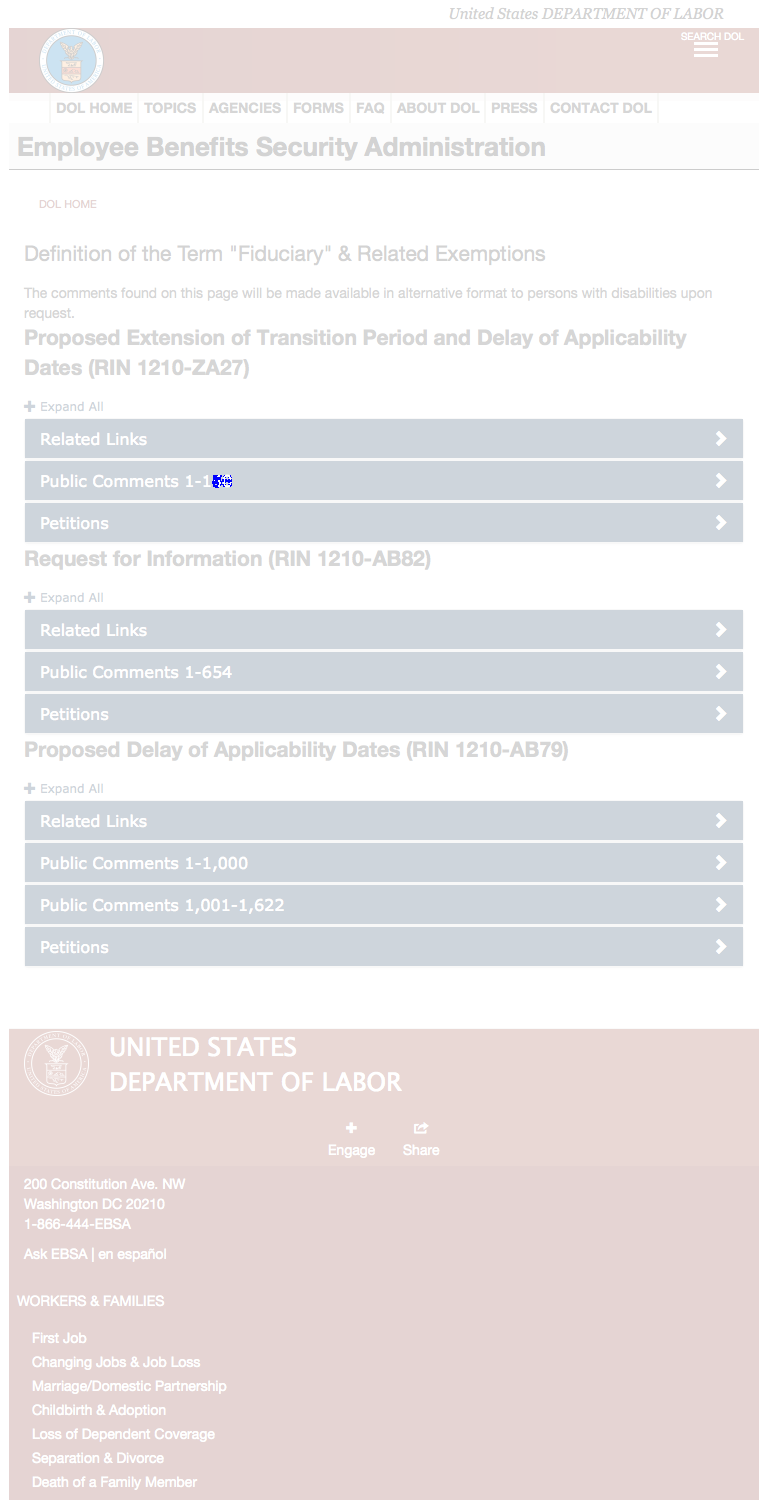 United States DEPARTMENT OF LABOR
SEARCH DOL
DOL HOME TOPICS AGENCIES FORMS FAQ ABOUT DOL PRESS CONTACT DOL
Employee Benefits Security Administration
DOL HOME
Definition of the Term "Fiduciary" & Related Exemptions
The comments found on this page will be made available in alternative format to persons with disabilities upon
request.
Proposed Extension of Transition Period and Delay of Applicability
Dates (RIN 1210-ZA27)
Expand All
Related Links
Public Comments
Petitions
Request for Information (RIN 1210-AB82)
Expand All
Related Links
Public Comments 1-654
Petitions
Proposed Delay of Applicability Dates (RIN 1210-AB79)
Expand All
Related Links
Public Comments 1-1,000
Public Comments 1,001-1,622
Petitions
UNITED STATES
DEPARTMENT OF LABOR
Engage Share
200 Constitution Ave. NW
Washington DC 20210
1-866-444-EBSA
Ask EBSA | en español
WORKERS & FAMILIES
First Job
Changing Jobs & Job Loss
Marriage/Domestic Partnership
Childbirth & Adoption
Loss of Dependent Coverage
Separation & Divorce
Death of a Family Member